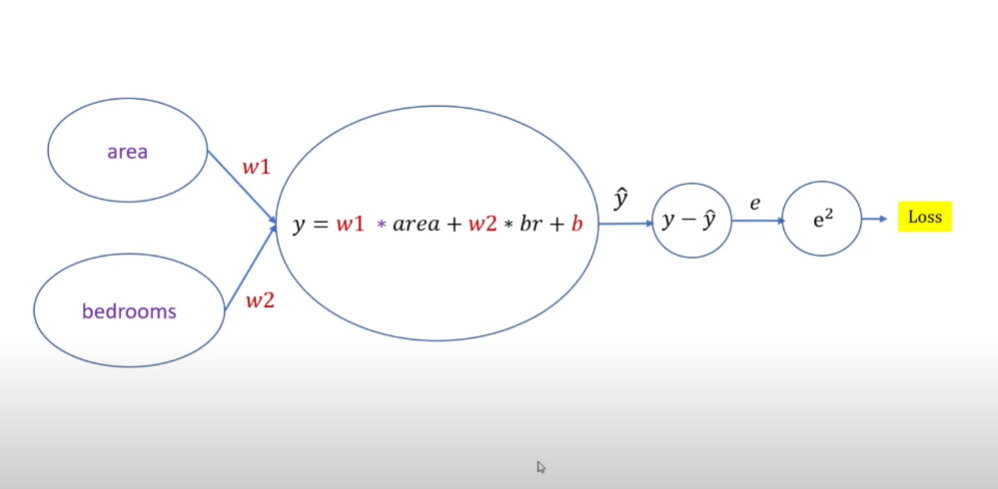 area
w1
y = w1 * area + w2 * br + b
ŷ
y − ŷ
e
e²
Loss
bedrooms
w2